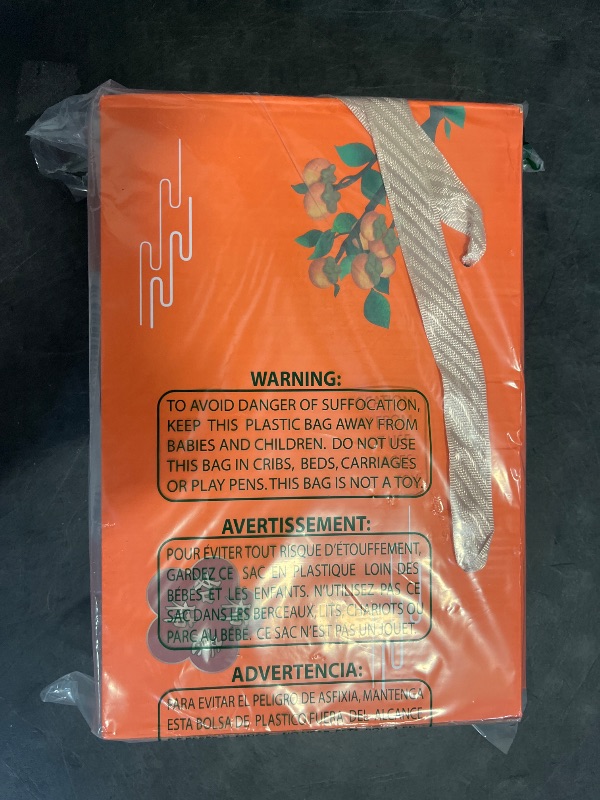 WARNING:
TO AVOID DANGER OF SUFFOCATION,
KEEP THIS PLASTIC BAG AWAY FROM
BABIES AND CHILDREN. DO NOT USE
THIS BAG IN CRIBS, BEDS, CARRIAGES
OR PLAY PENS. THIS BAG IS NOT A TOY.
AVERTISSEMENT:
POUR ÉVITER TOUT RISQUE D'ÉTOUFFEMENT,
GARDEZ CE SAC EN PLASTIQUE LOIN DES
BÉBÉS ET LES ENFANTS. N'UTILISEZ PAS CE
SAC DANS LES BERCEAUX, LITS, CHARIOTS OU
PARC AU BÉBÉ. CE SAC N'EST PAS UN JOUET.
ADVERTENCIA:
PARA EVITAR EL PELIGRO DE ASFIXIA, MANTENGA
ESTA BOLSA DE PLASTICO FUERA DEL ALCANCE